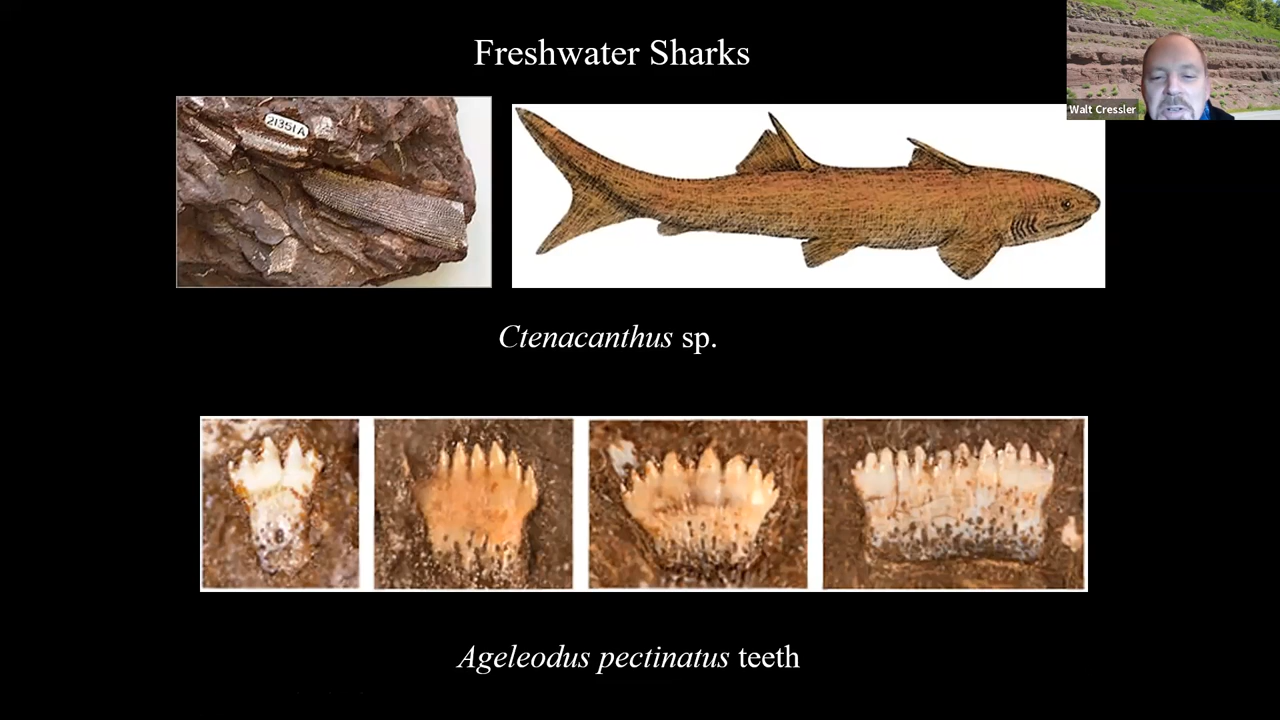 Freshwater Sharks
21351A
Walt Cressler
Ctenacanthus sp.
Ageleodus pectinatus teeth